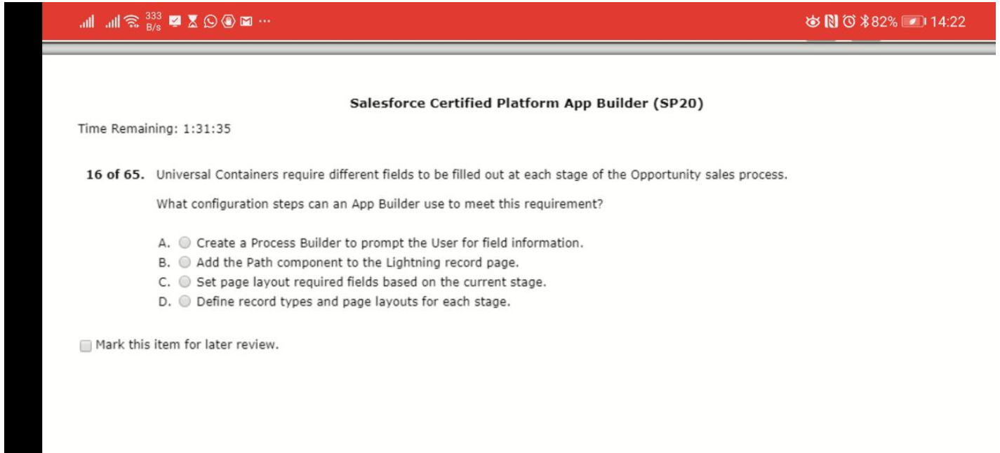 333
B/s
82% 14:22
Salesforce Certified Platform App Builder (SP20)
Time Remaining: 1:31:35
16 of 65. Universal Containers require different fields to be filled out at each stage of the Opportunity sales process.
What configuration steps can an App Builder use to meet this requirement?
A. Create a Process Builder to prompt the User for field information.
B. Add the Path component to the Lightning record page.
C. Set page layout required fields based on the current stage.
D. Define record types and page layouts for each stage.
Mark this item for later review.